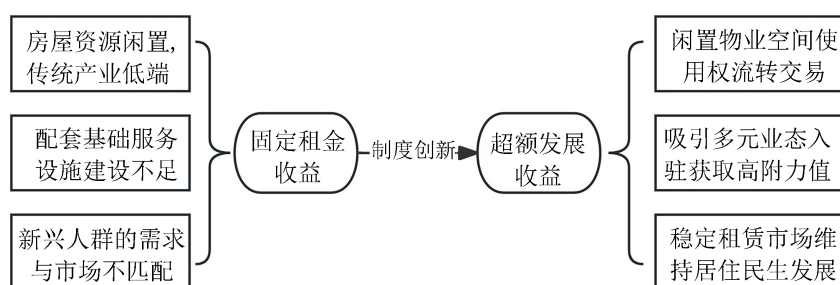 房屋资源闲置,
传统产业低端
配套基础服务
设施建设不足
新兴人群的需求
与市场不匹配
固定租金
收益
制度创新
超额发展
收益
闲置物业空间使
用权流转交易
吸引多元业态入
驻获取高附力值
稳定租赁市场维
持居住民生发展